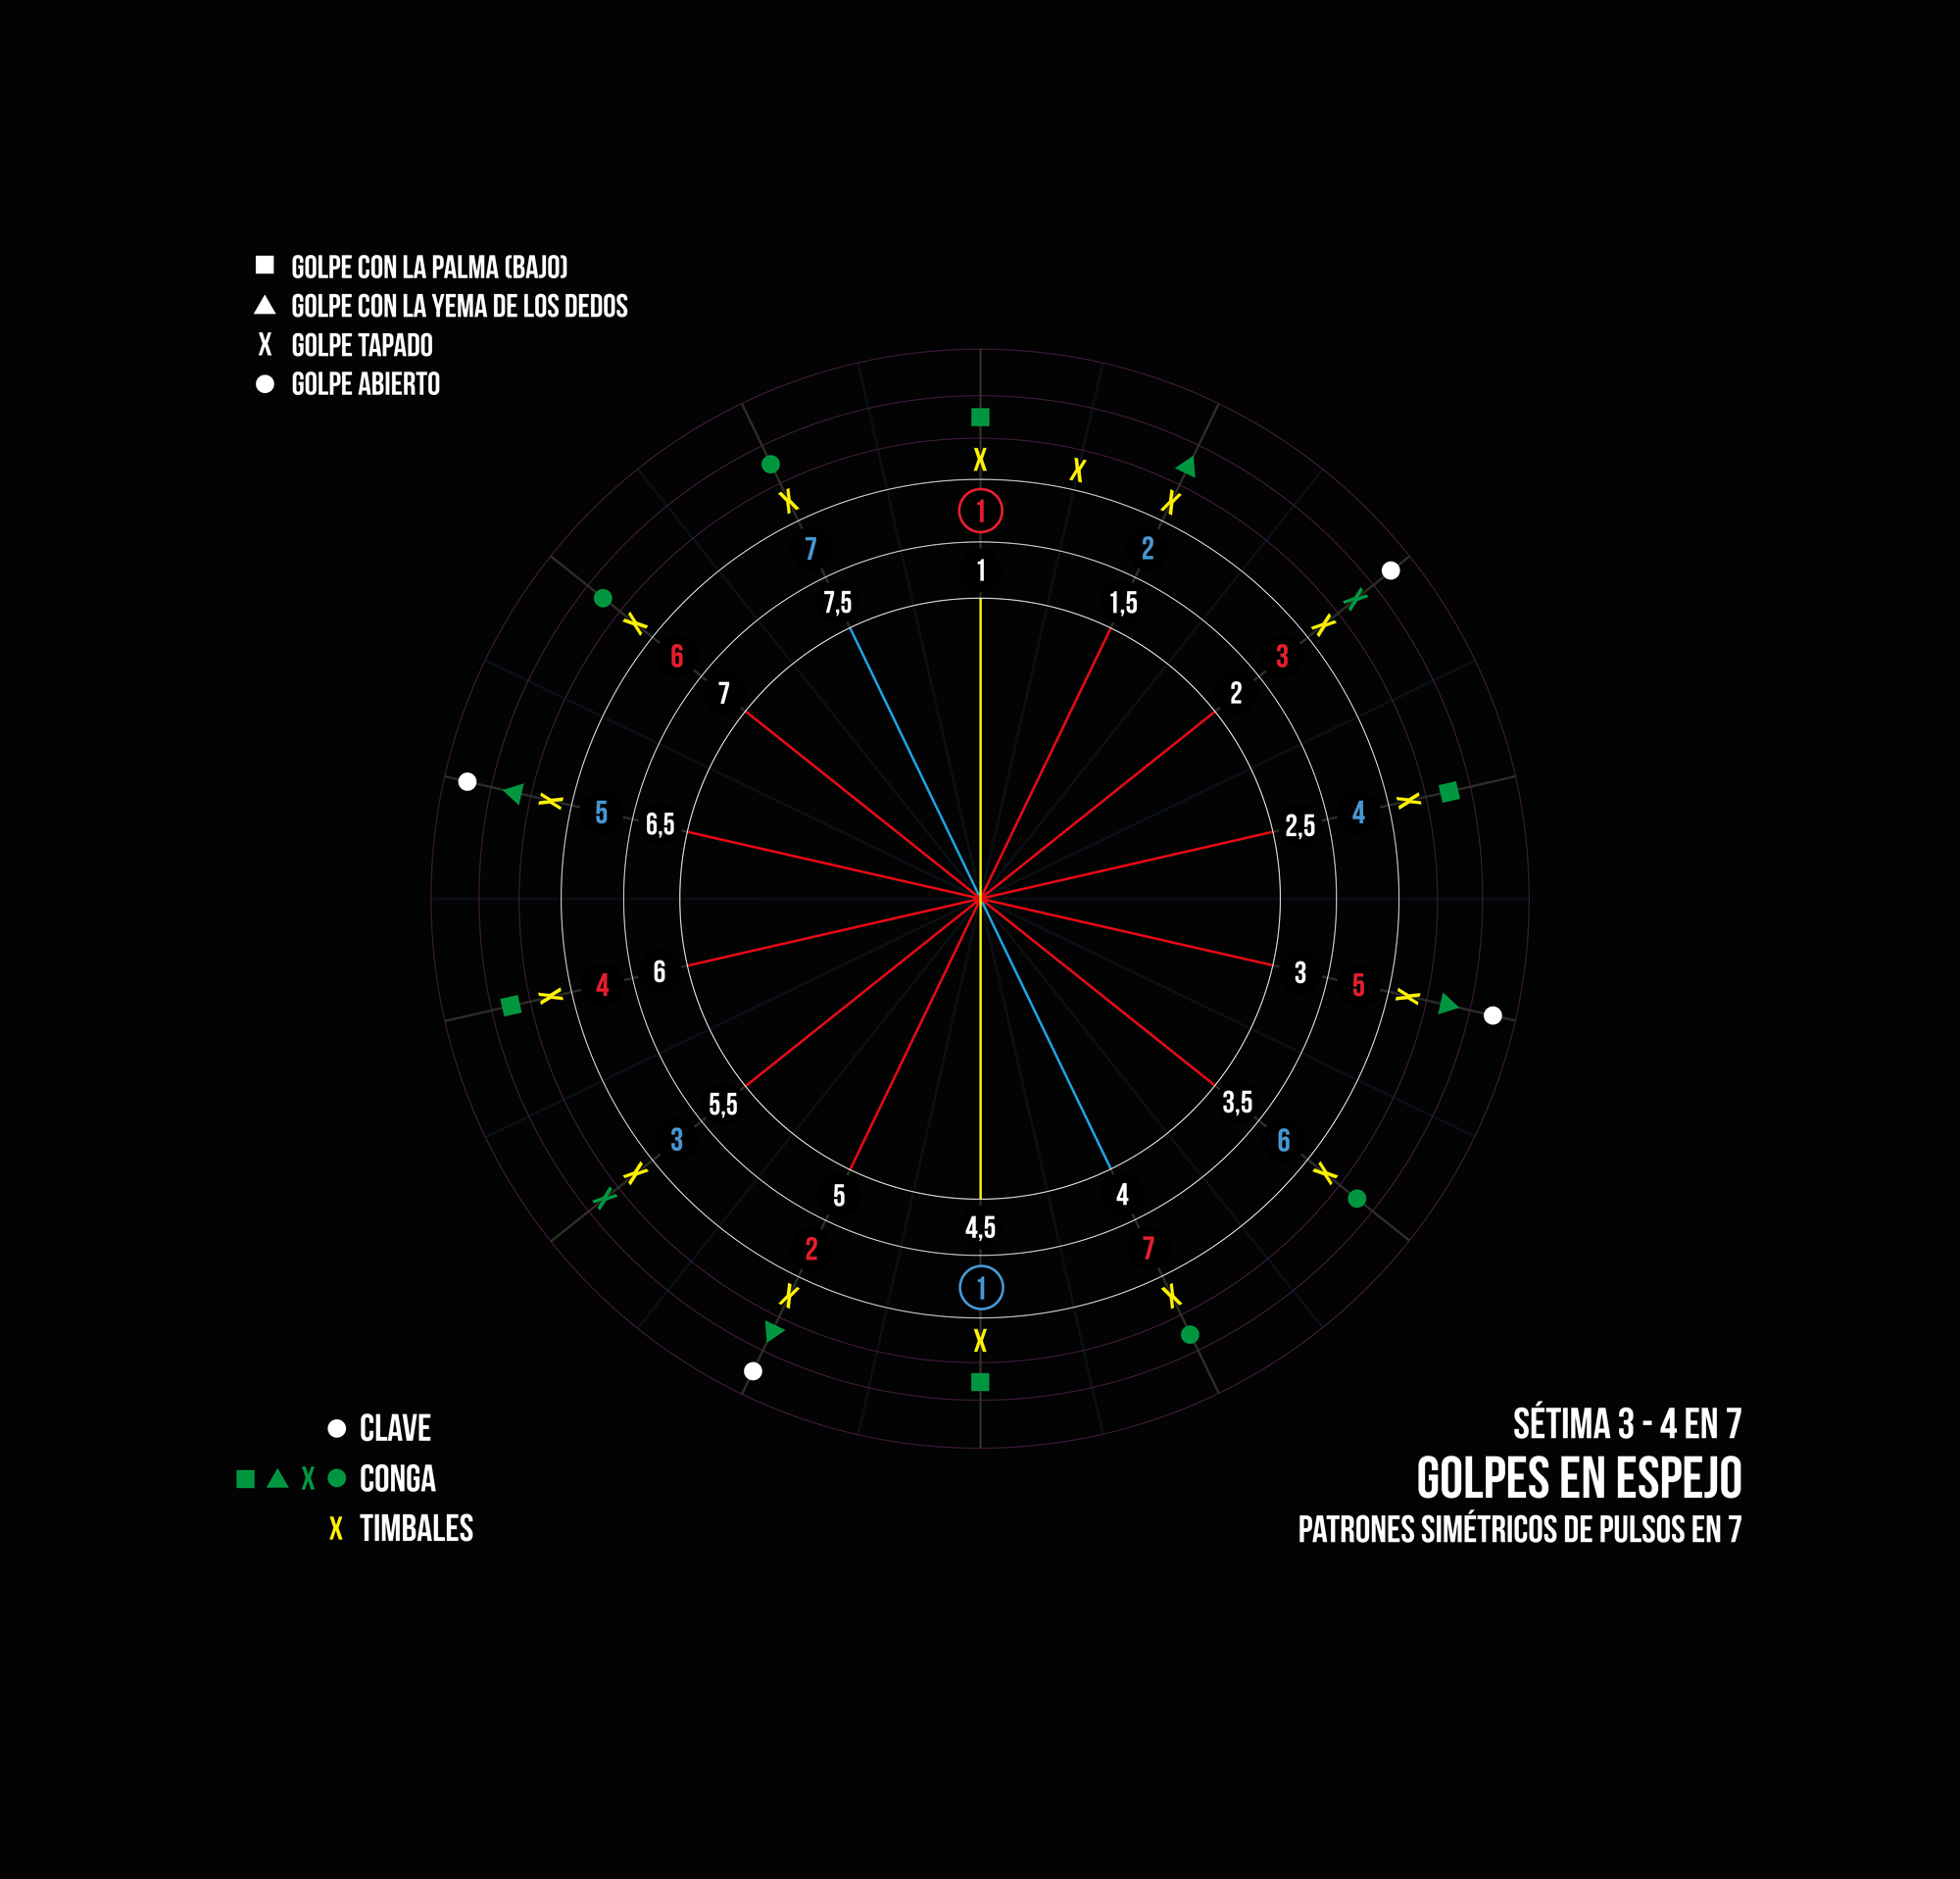 GOLPE CON LA PALMA (BAJO)
GOLPE CON LA YEMA DE LOS DEDOS
X GOLPE TAPADO
GOLPE ABIERTO
X X X
1
7 2
1
7,5 1,5
X X
6 3
7 2
X X X
5 4
6,5 2,5
X X
4 5
6 3
X X
5,5 3,5
3 6
X X X
5 4
4,5
2 7
1
X X
X
CLAVE
X CONGA
X TIMBALES
SÉTIMA 3 - 4 EN 7
GOLPES EN ESPEJO
PATRONES SIMÉTRICOS DE PULSOS EN 7